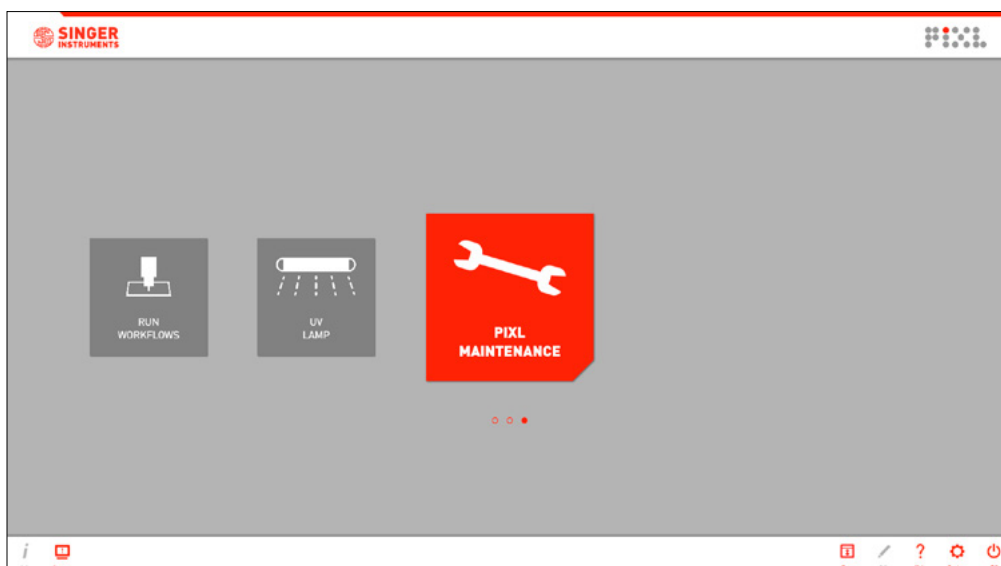 SINGER
INSTRUMENTS
PIXL
RUN
WORKFLOWS
UV
LAMP
PIXL
MAINTENANCE
i
?